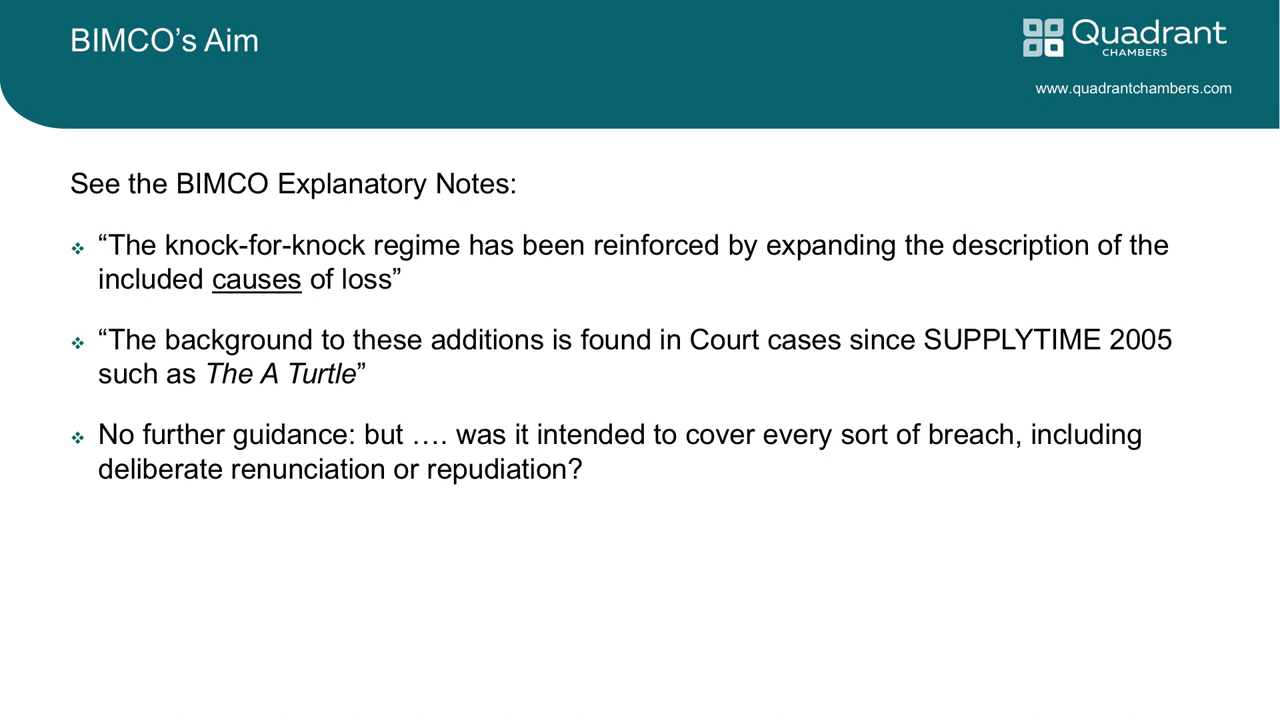 BIMCO’s Aim
Quadrant
CHAMBERS
www.quadrantchambers.com
See the BIMCO Explanatory Notes:
❖ “The knock-for-knock regime has been reinforced by expanding the description of the
included causes of loss”
❖ “The background to these additions is found in Court cases since SUPPLYTIME 2005
such as The A Turtle”
❖ No further guidance: but …. was it intended to cover every sort of breach, including
deliberate renunciation or repudiation?